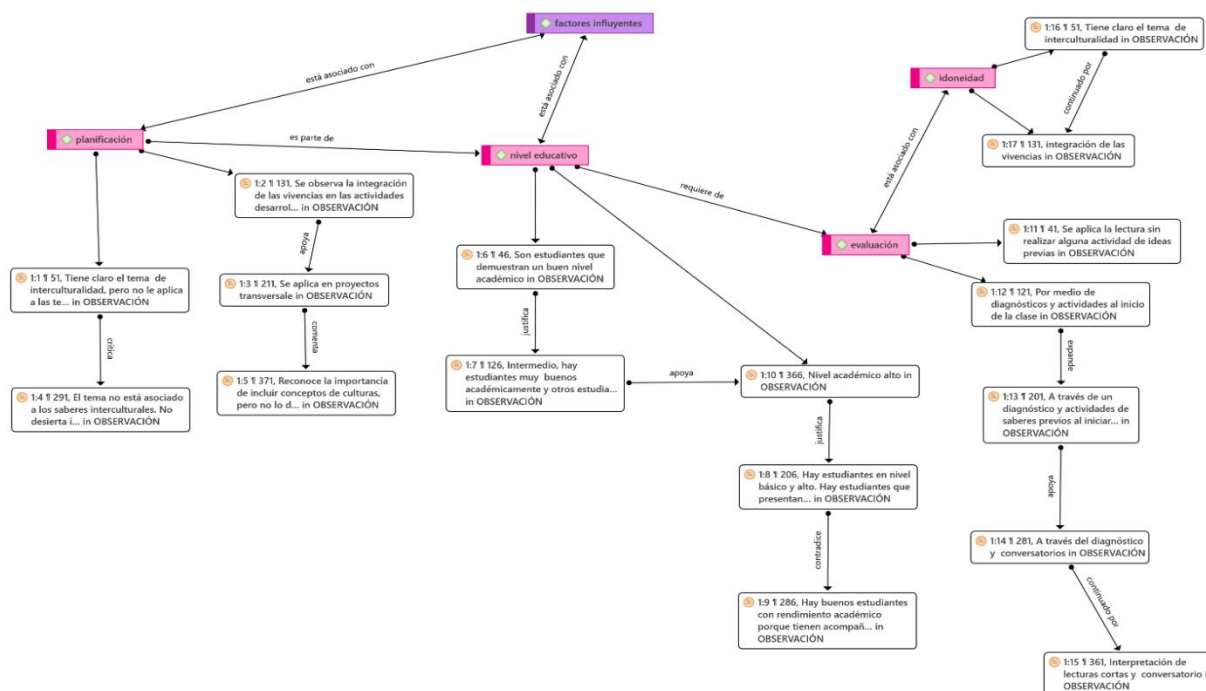 factores influyentes
está asociado con
está asociado con
planificación
es parte de
nivel educativo
1:2 ¶ 131, Se observa la integración
de las vivencias en las actividades
desarrol... in OBSERVACIÓN
apoya
1:1 ¶ 51, Tiene claro el tema de
interculturalidad, pero no le aplica
a las te... in OBSERVACIÓN
1:3 ¶ 211, Se aplica en proyectos
transversale in OBSERVACIÓN
critica
comenta
1:4 ¶ 291, El tema no está asociado
a los saberes interculturales. No
desierta i... in OBSERVACIÓN
1:5 ¶ 371, Reconoce la importancia
de incluir conceptos de culturas,
pero no lo d... in OBSERVACIÓN
1:6 ¶ 46, Son estudiantes que
demuestran un buen nivel
académico in OBSERVACIÓN
justifica
1:7 ¶ 126, Intermedio, hay
estudiantes muy buenos
académicamente y otros estudia...
in OBSERVACIÓN
apoya
1:10 ¶ 366, Nivel académico alto in
OBSERVACIÓN
justifica
1:8 ¶ 206, Hay estudiantes en nivel
básico y alto. Hay estudiantes que
presentan... in OBSERVACIÓN
contradice
1:9 ¶ 286, Hay buenos estudiantes
con rendimiento académico
porque tienen acompañ... in
OBSERVACIÓN
requiere de
1:16 ¶ 51, Tiene claro el tema de
interculturalidad in OBSERVACIÓN
idoneidad
continuado por
1:17 ¶ 131, integración de las
vivencias in OBSERVACIÓN
está asociado con
evaluación
1:11 ¶ 41, Se aplica la lectura sin
realizar alguna actividad de ideas
previas in OBSERVACIÓN
1:12 ¶ 121, Por medio de
diagnósticos y actividades al inicio
de la clase in OBSERVACIÓN
expande
1:13 ¶ 201, A través de un
diagnóstico y actividades de
saberes previos al iniciar... in
OBSERVACIÓN
apoya
1:14 ¶ 281, A través del diagnóstico
y conversatorios in OBSERVACIÓN
continuado por
1:15 ¶ 361, Interpretación de
lecturas cortas y conversatorio i
OBSERVACIÓN